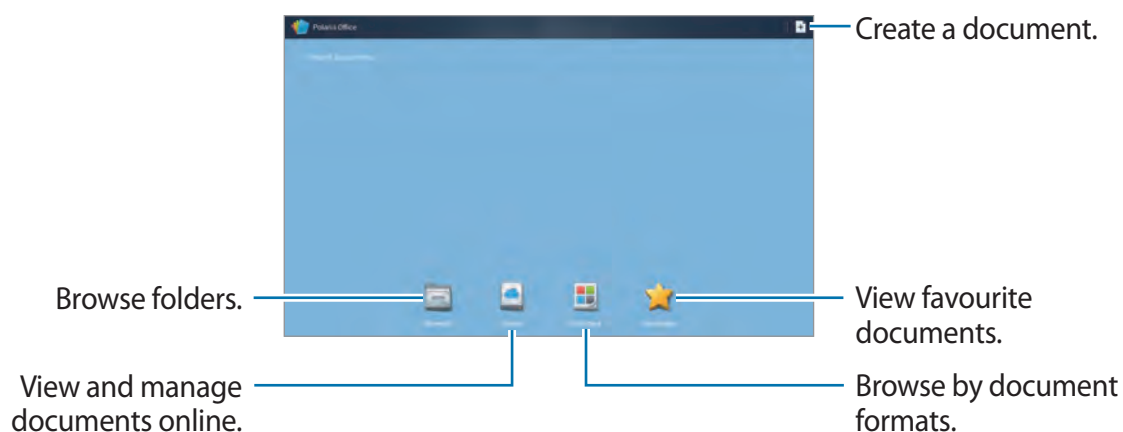 Polaris Office
Create a document.
Browse folders.
View favourite
documents.
View and manage
documents online.
Browse by document
formats.